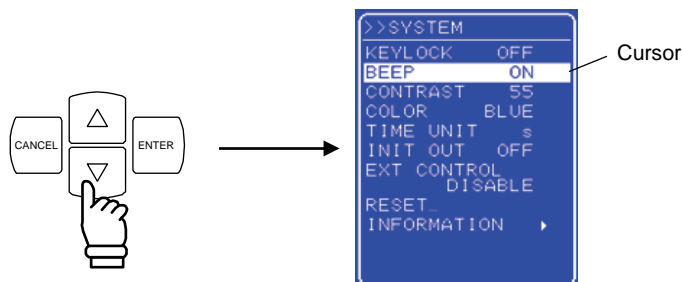 CANCEL
ENTER
>>SYSTEM
KEYLOCK OFF
BEEP ON
CONTRAST 55
COLOR BLUE
TIME UNIT s
INIT OUT OFF
EXT CONTROL
DISABLE
RESET_
INFORMATION
Cursor